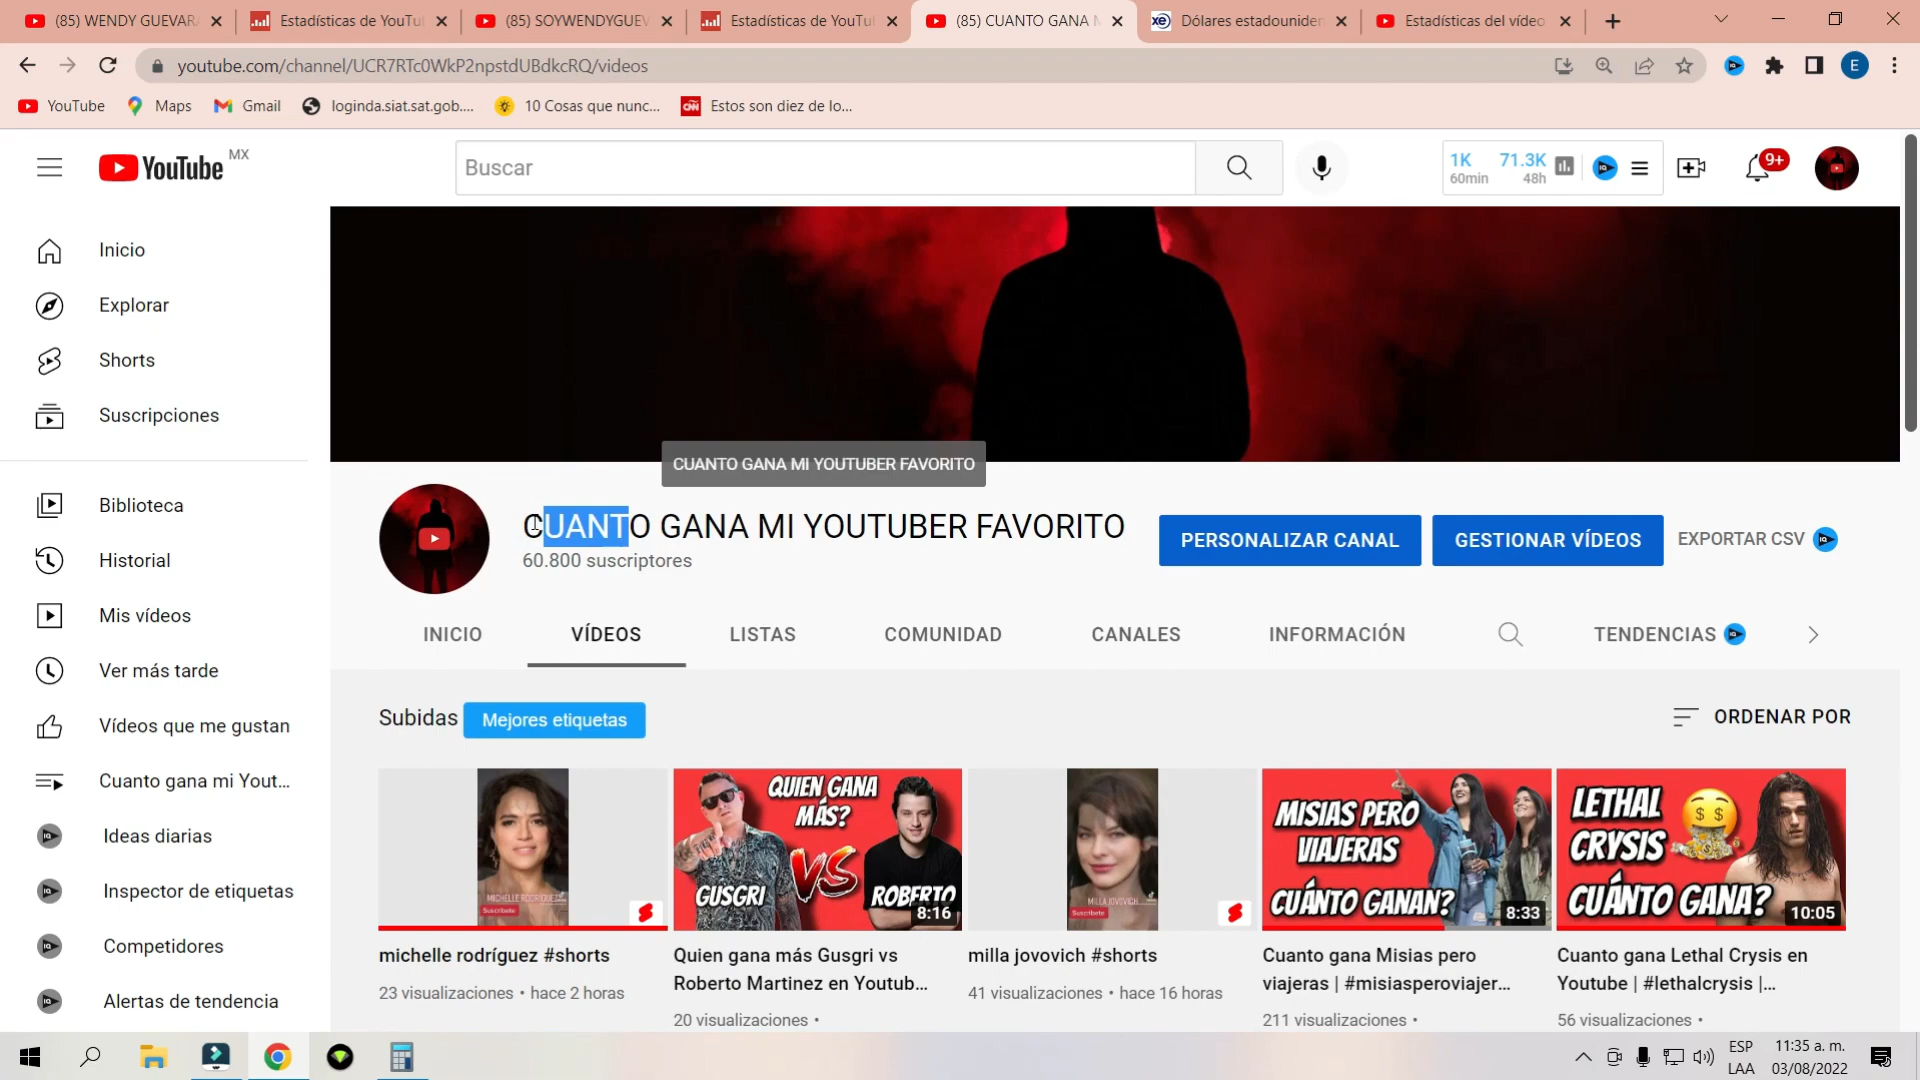 (85) WENDY GUEVARA
Estadísticas de YouTu
(85) SOYWENDYGUEV
Estadísticas de YouTu
(85) CUANTO GANA M
Dólares estadouniden
Estadísticas del vídeo
youtube.com/channel/UCR7RTc0WkP2npstdUBdkcRQ/videos
E
YouTube
Maps
Gmail
loginda.siat.sat.gob....
10 Cosas que nunc...
Estos son diez de lo...
YouTube MX
Buscar
1K
60min
71.3K
48h
9+
Inicio
Explorar
Shorts
Suscripciones
Biblioteca
Historial
Mis vídeos
Ver más tarde
Vídeos que me gustan
Cuanto gana mi Yout...
Ideas diarias
Inspector de etiquetas
Competidores
Alertas de tendencia
CUANTO GANA MI YOUTUBER FAVORITO
CUANTO GANA MI YOUTUBER FAVORITO
60.800 suscriptores
PERSONALIZAR CANAL
GESTIONAR VÍDEOS
EXPORTAR CSV
INICIO
VÍDEOS
LISTAS
COMUNIDAD
CANALES
INFORMACIÓN
TENDENCIAS
Subidas
Mejores etiquetas
ORDENAR POR
MICHELLE RODRIGUEZ
Suscribete
michelle rodríguez #shorts
23 visualizaciones • hace 2 horas
QUIEN GANA
MÁS?
GUSGRI
VS
ROBERTO
8:16
Quien gana más Gusgri vs
Roberto Martinez en Youtub...
20 visualizaciones •
MILLA JOVOVICH
Suscribete
milla jovovich #shorts
41 visualizaciones • hace 16 horas
MISIAS PERO
VIAJERAS
CUÁNTO GANAN?
8:33
Cuanto gana Misias pero
viajeras | #misiasperoviajer...
211 visualizaciones •
LETHAL
CRYSIS
CUÁNTO GANA?
10:05
Cuanto gana Lethal Crysis en
Youtube | #lethalcrysis |...
56 visualizaciones •
ESP
LAA
11:35 a. m.
03/08/2022